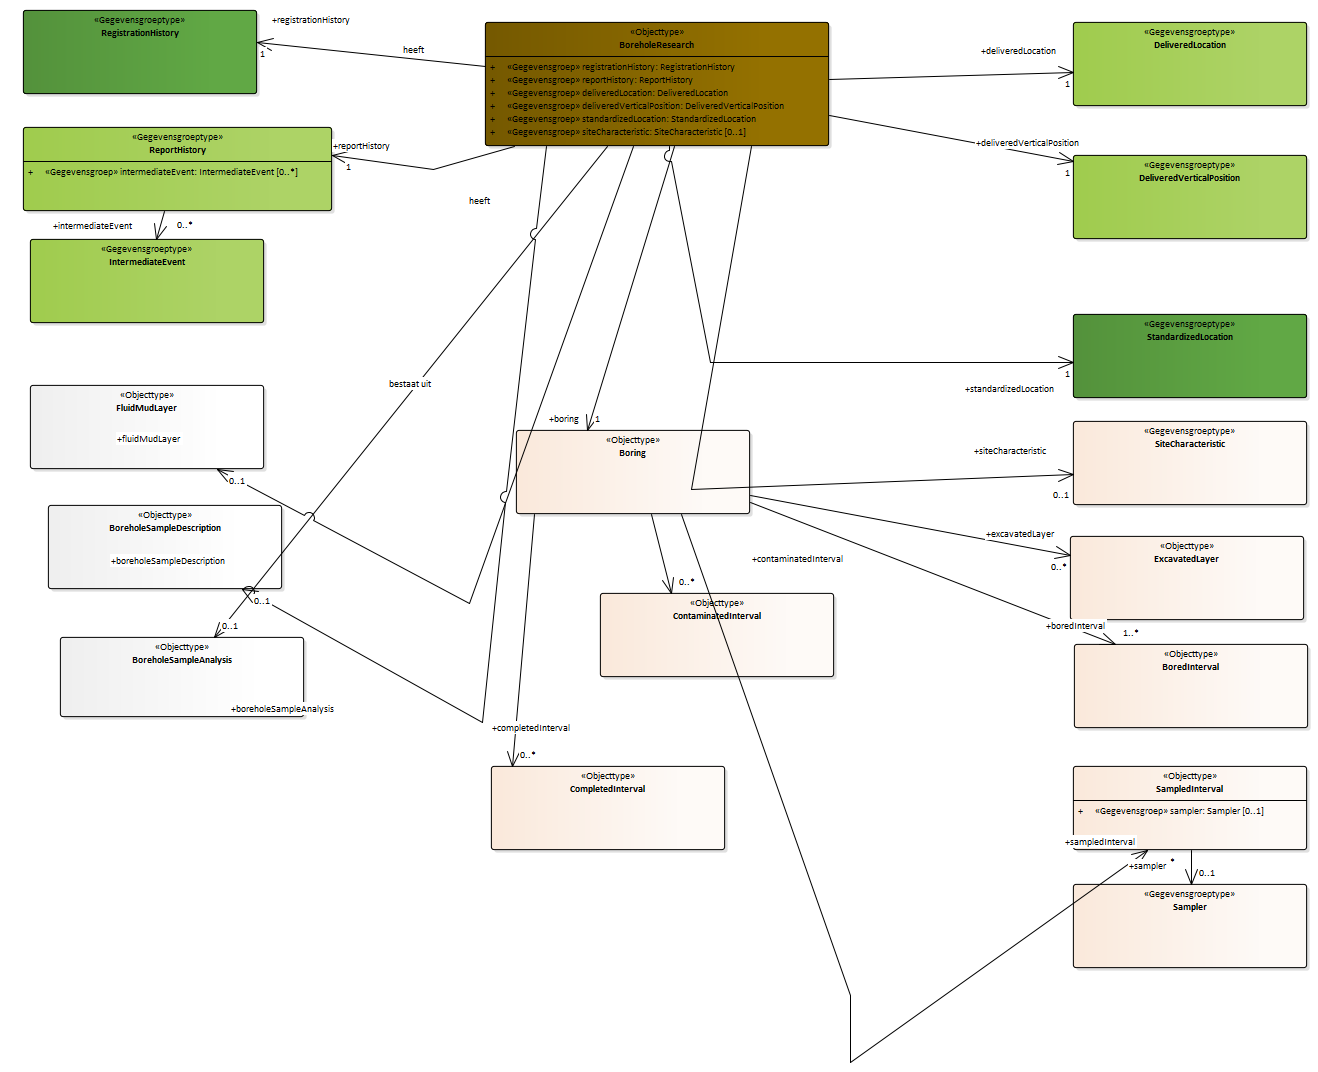 «Gegevensgroeptype»
RegistrationHistory
+registrationHistory
1
heeft
«Objecttype»
BoreholeResearch
+ «Gegevensgroep» registrationHistory: RegistrationHistory
+ «Gegevensgroep» reportHistory: ReportHistory
+ «Gegevensgroep» deliveredLocation: DeliveredLocation
+ «Gegevensgroep» deliveredVerticalPosition: DeliveredVerticalPosition
+ «Gegevensgroep» standardizedLocation: StandardizedLocation
+ «Gegevensgroep» siteCharacteristic: SiteCharacteristic [0..1]
+deliveredLocation
1
«Gegevensgroeptype»
DeliveredLocation
«Gegevensgroeptype»
ReportHistory
+ «Gegevensgroep» intermediateEvent: IntermediateEvent [0..*]
+reportHistory
1
heeft
+deliveredVerticalPosition
1
«Gegevensgroeptype»
DeliveredVerticalPosition
+intermediateEvent
0..*
«Gegevensgroeptype»
IntermediateEvent
«Gegevensgroeptype»
StandardizedLocation
1
+standardizedLocation
bestaat uit
«Objecttype»
FluidMudLayer
+fluidMudLayer
0..1
+boring
1
«Objecttype»
Boring
+siteCharacteristic
0..1
«Gegevensgroeptype»
SiteCharacteristic
«Objecttype»
BoreholeSampleDescription
+boreholeSampleDescription
0..1
+excavatedLayer
0..*
«Objecttype»
ExcavatedLayer
+contaminatedInterval
0..*
«Objecttype»
ContaminatedInterval
+boredInterval
1..*
«Objecttype»
BoredInterval
0..1
«Objecttype»
BoreholeSampleAnalysis
+boreholeSampleAnalysis
+completedInterval
0..*
«Objecttype»
CompletedInterval
«Objecttype»
SampledInterval
+ «Gegevensgroep» sampler: Sampler [0..1]
+sampledInterval
*
+sampler
0..1
«Gegevensgroeptype»
Sampler